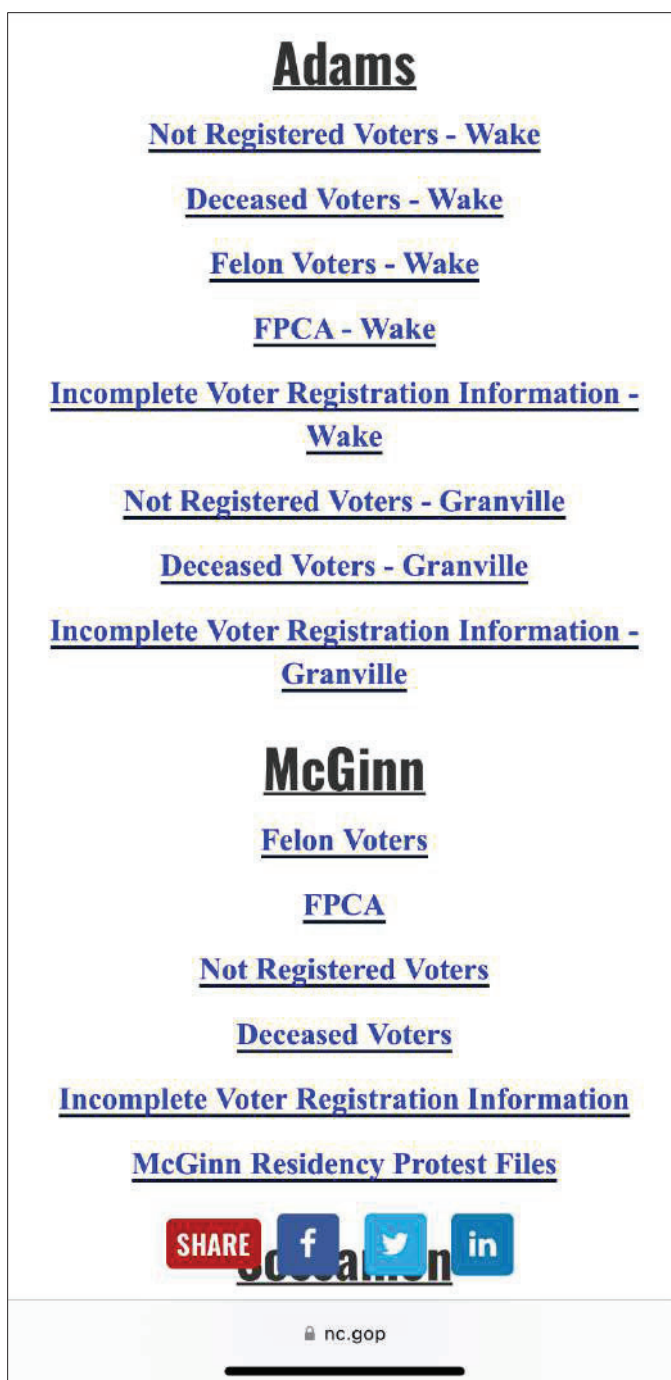 Adams
Not Registered Voters - Wake
Deceased Voters - Wake
Felon Voters - Wake
FPCA - Wake
Incomplete Voter Registration Information -
Wake
Not Registered Voters - Granville
Deceased Voters - Granville
Incomplete Voter Registration Information -
Granville
McGinn
Felon Voters
FPCA
Not Registered Voters
Deceased Voters
Incomplete Voter Registration Information
McGinn Residency Protest Files
SHARE
f
in
nc.gop